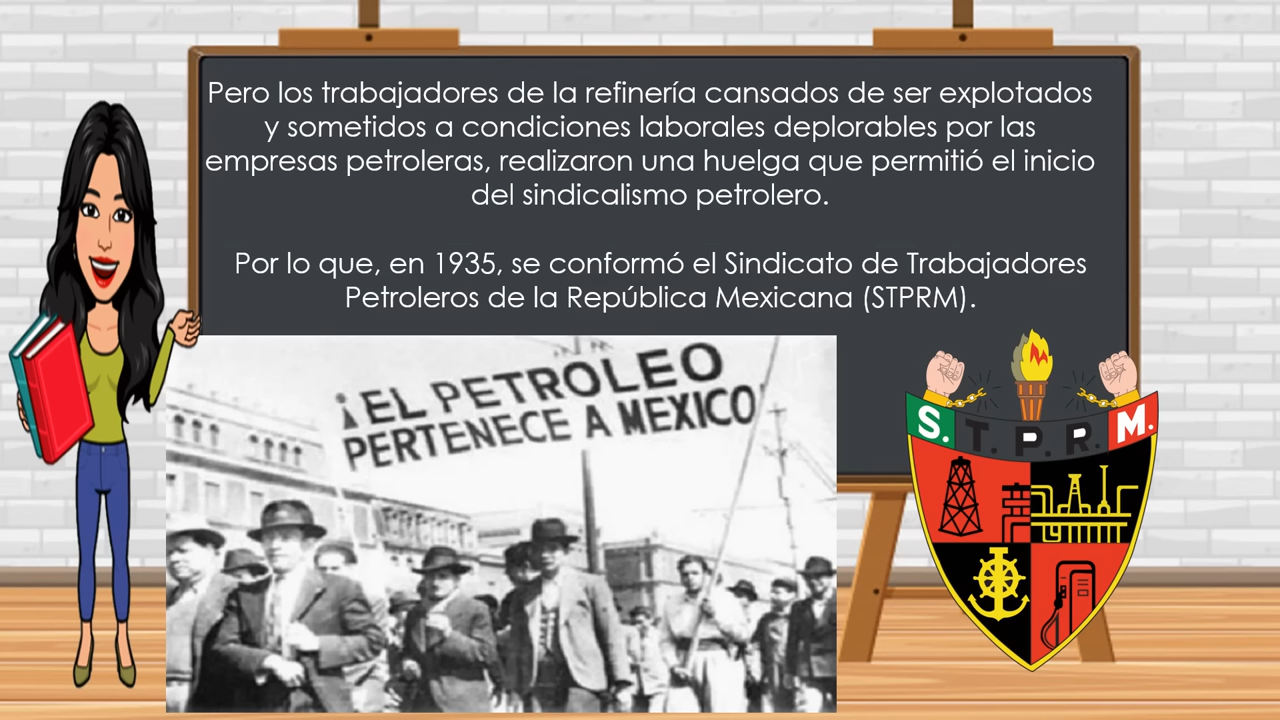 Pero los trabajadores de la refinería cansados de ser explotados
y sometidos a condiciones laborales deplorables por las
empresas petroleras, realizaron una huelga que permitió el inicio
del sindicalismo petrolero.
Por lo que, en 1935, se conformó el Sindicato de Trabajadores
Petroleros de la República Mexicana (STPRM).
¡EL PETROLEO
PERTENECE A MEXICO!
S. T. P. R. M.